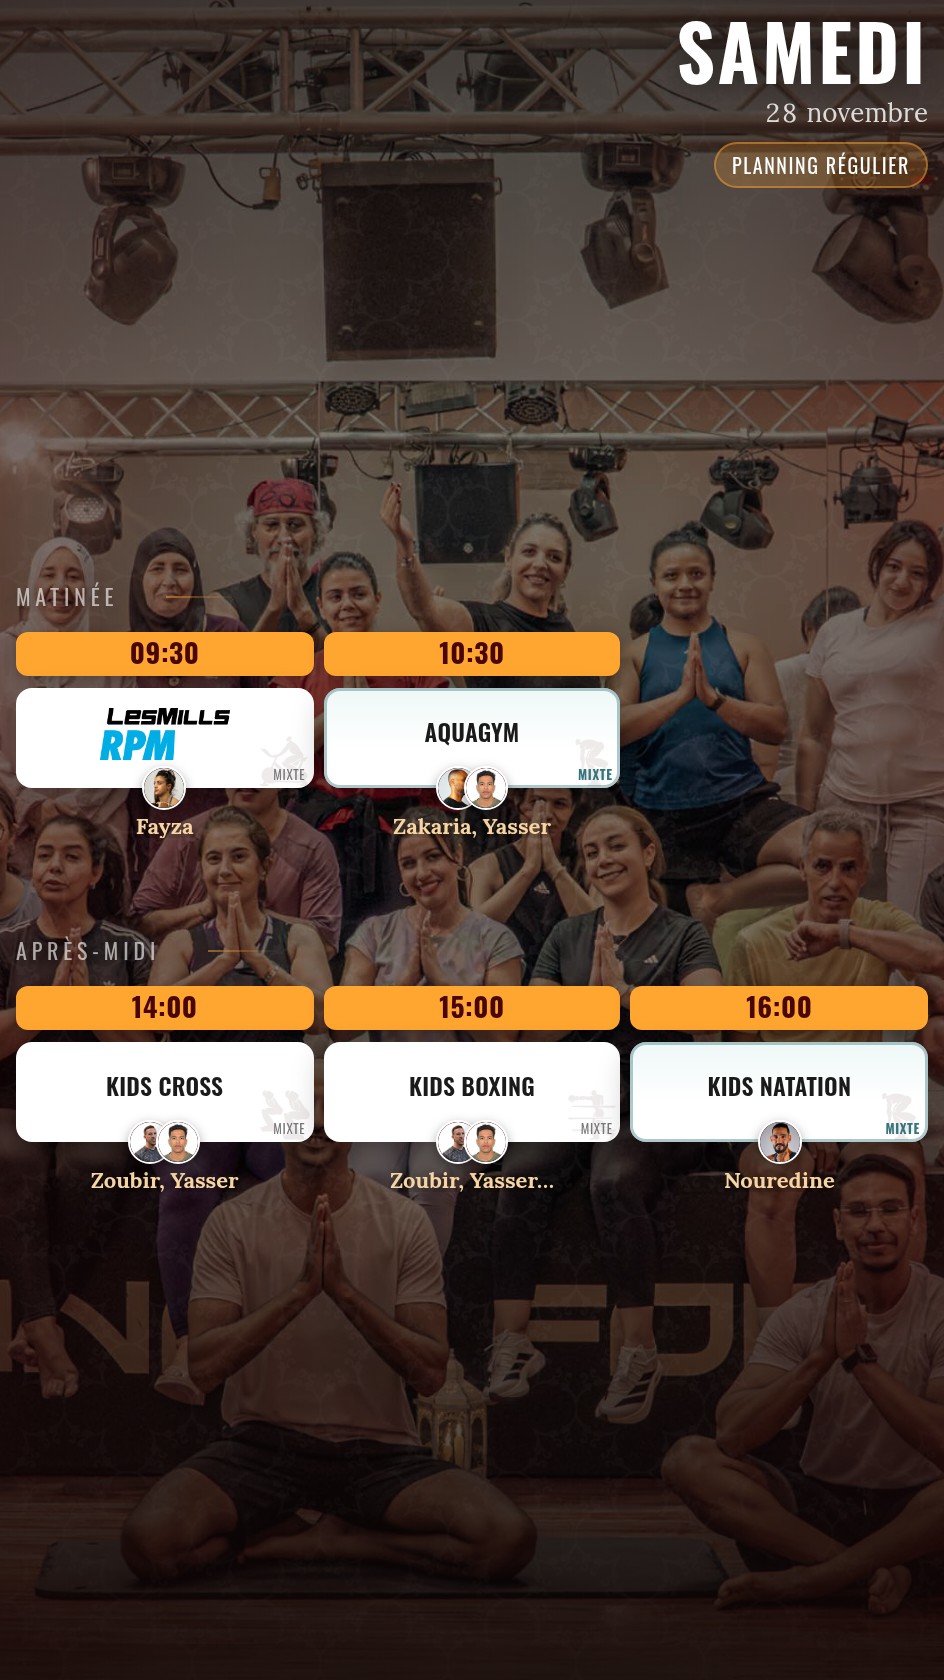 SAMEDI
28 novembre
PLANNING RÉGULIER
MATINÉE
09:30
LESMILLS
RPM
MIXTE
Fayza
10:30
AQUAGYM
MIXTE
Zakaria, Yasser
APRÈS-MIDI
14:00
KIDS CROSS
MIXTE
Zoubir, Yasser
15:00
KIDS BOXING
MIXTE
Zoubir, Yasser...
16:00
KIDS NATATION
MIXTE
Nouredine